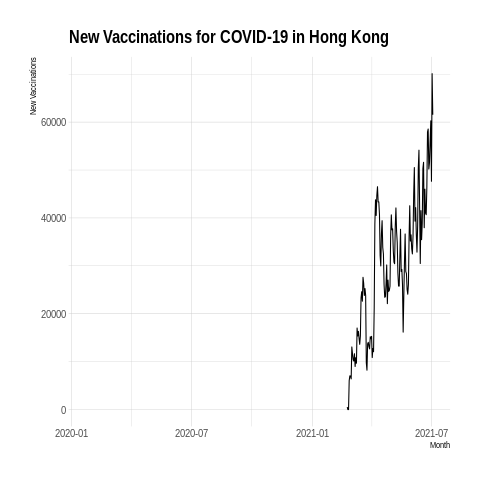 New Vaccinations for COVID-19 in Hong Kong
New Vaccinations
60000
40000
20000
0
2020-01 2020-07 2021-01 2021-07
Month